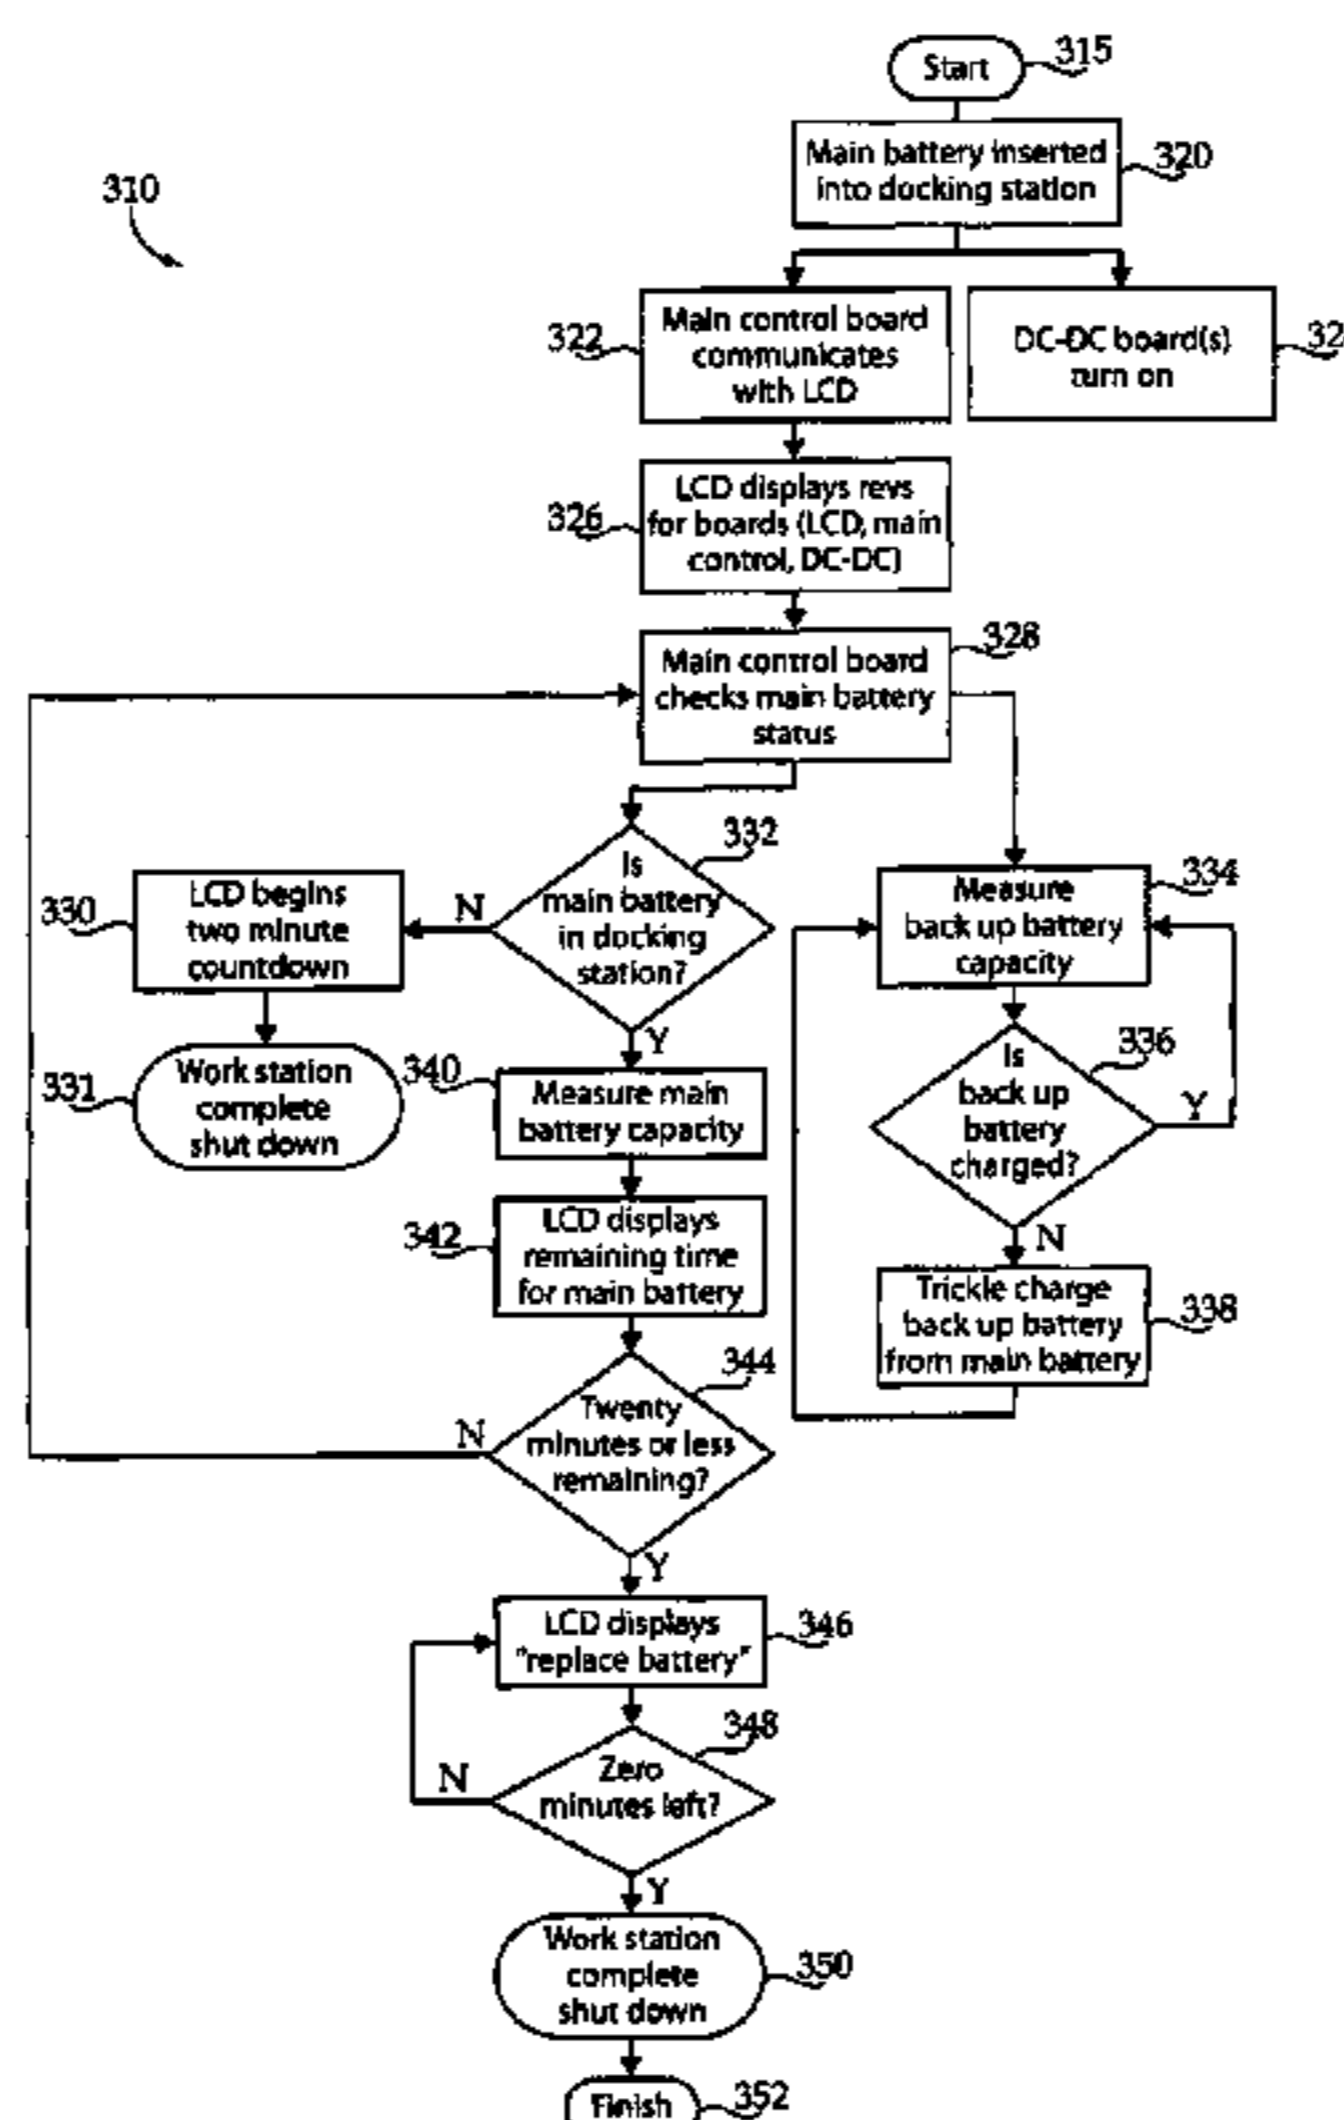 Start
315
Main battery inserted
into docking station
320
310
Main control board
communicates
with LCD
322
DC-DC board(s)
turn on
32
LCD displays revs
for boards (LCD, main
control, DC-DC)
326
Main control board
checks main battery
status
328
Is
main battery
in docking
station?
332
N
Y
LCD begins
two minute
countdown
330
Work station
complete
shut down
331
Measure
back up battery
capacity
334
Is
back up
battery
charged?
336
Y
N
Trickle charge
back up battery
from main battery
338
Measure main
battery capacity
340
LCD displays
remaining time
for main battery
342
Twenty
minutes or less
remaining?
344
N
Y
LCD displays
"replace battery"
346
Zero
minutes left?
348
N
Y
Work station
complete
shut down
350
Finish
352